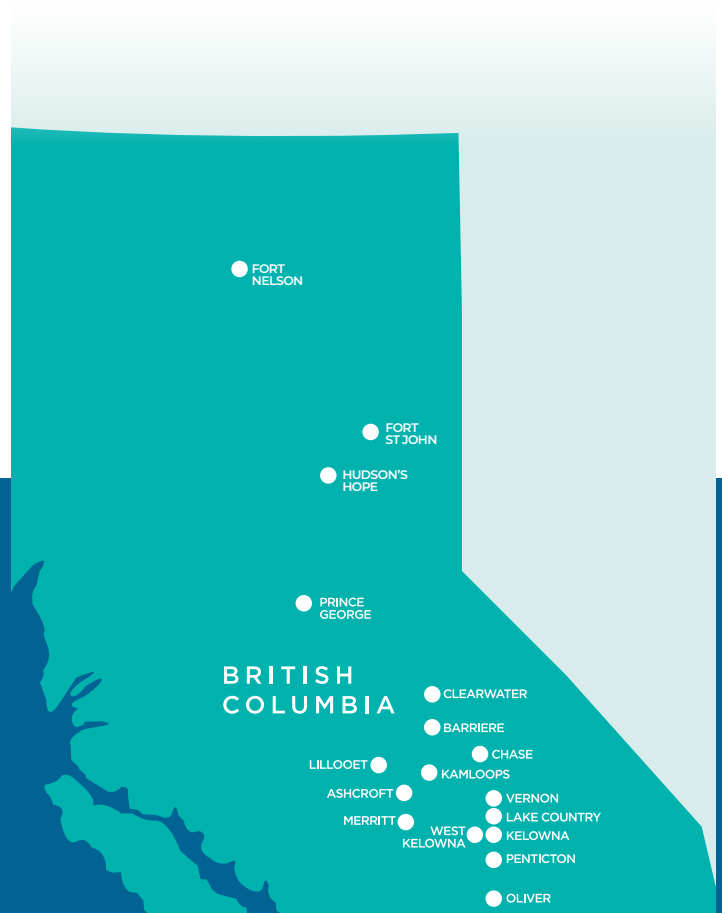 FORT
NELSON
FORT
ST JOHN
HUDSON'S
HOPE
PRINCE
GEORGE
BRITISH
COLUMBIA
CLEARWATER
BARRIERE
CHASE
LILLOOET
KAMLOOPS
ASHCROFT
VERNON
LAKE COUNTRY
MERRITT
WEST
KELOWNA
KELOWNA
PENTICTON
OLIVER